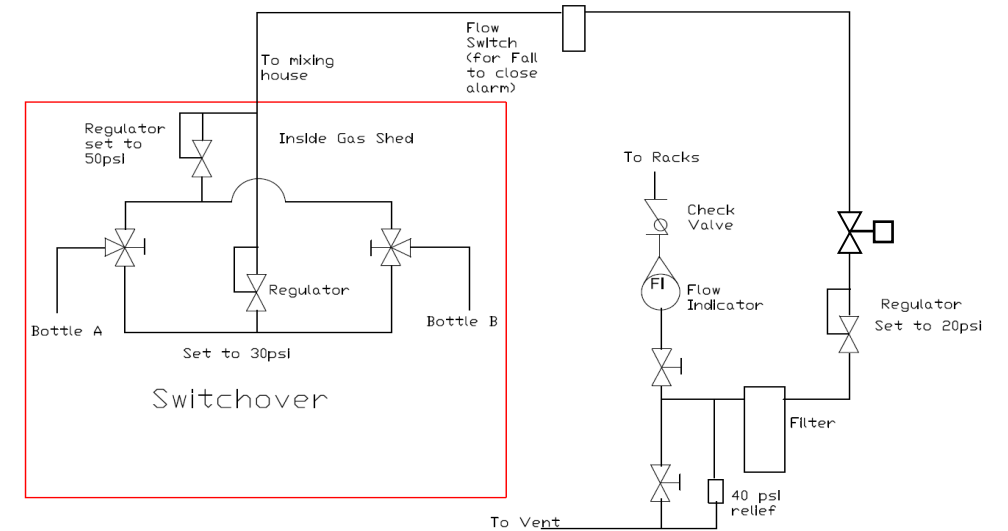 Flow
Switch
(for Fail
to close
alarm)
To mixing
house
Regulator
set to
50psi
Inside Gas Shed
To Racks
Check
Valve
FI
Flow
Indicator
Regulator
Bottle A
Bottle B
Regulator
Set to 20psi
Set to 30psi
Switchover
Filter
40 psi
relief
To Vent